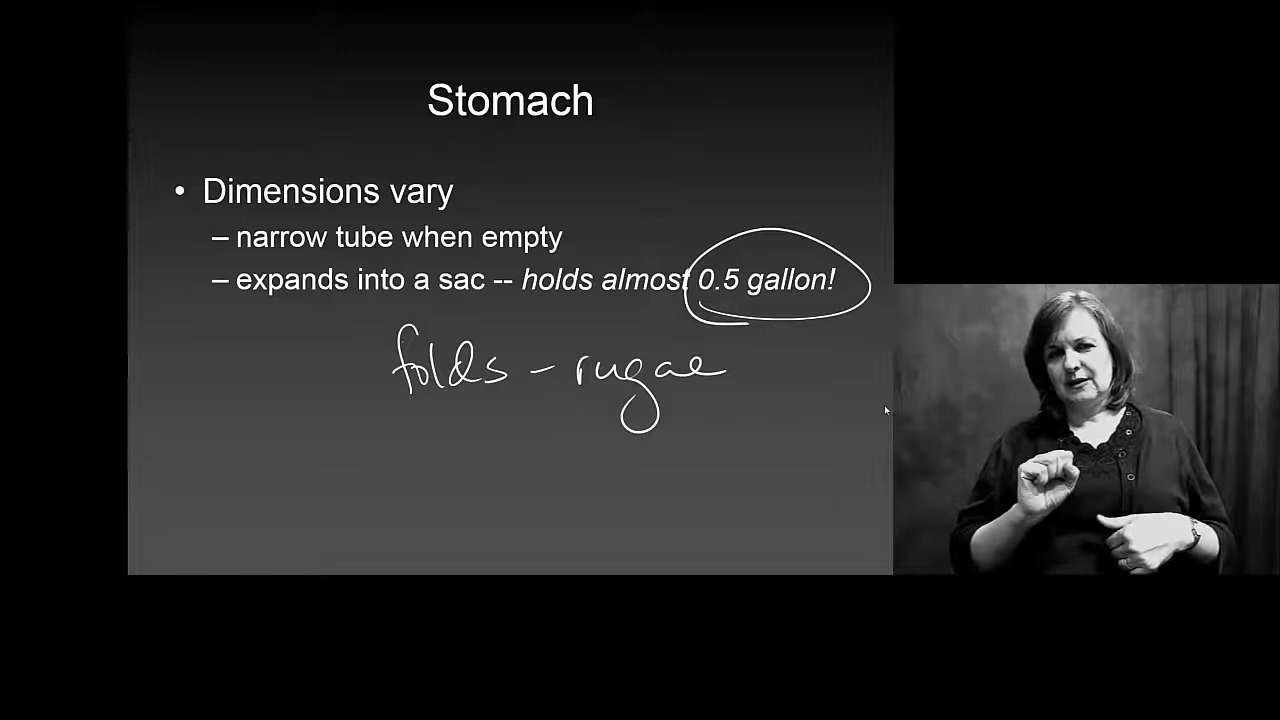 Stomach
• Dimensions vary
– narrow tube when empty
– expands into a sac -- holds almost 0.5 gallon!
folds – rugae